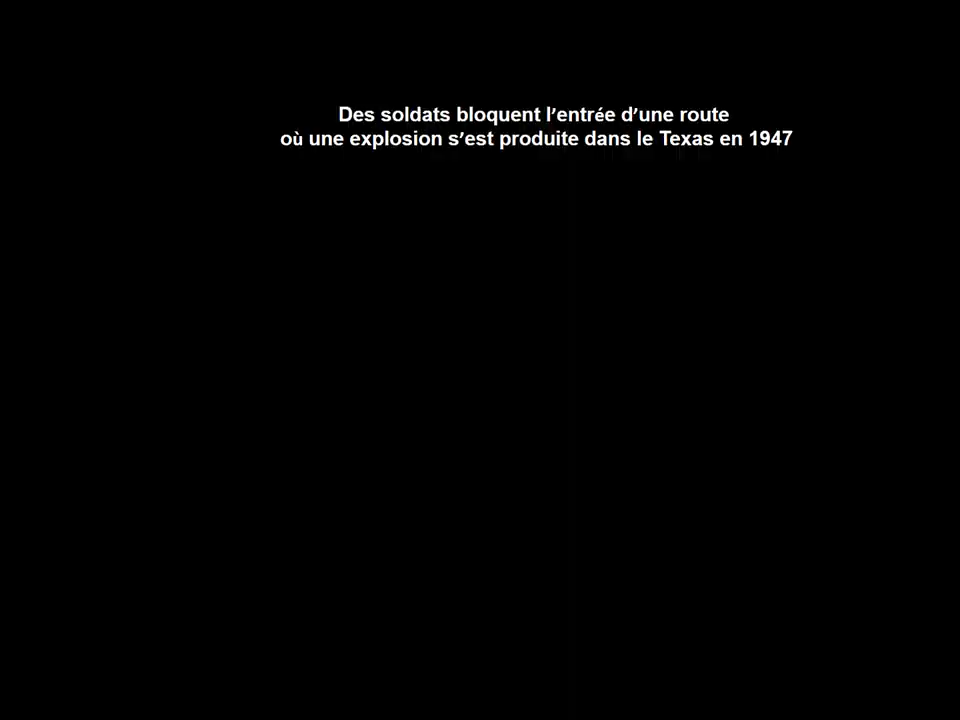 Des soldats bloquent l’entrée d’une route
où une explosion s’est produite dans le Texas en 1947